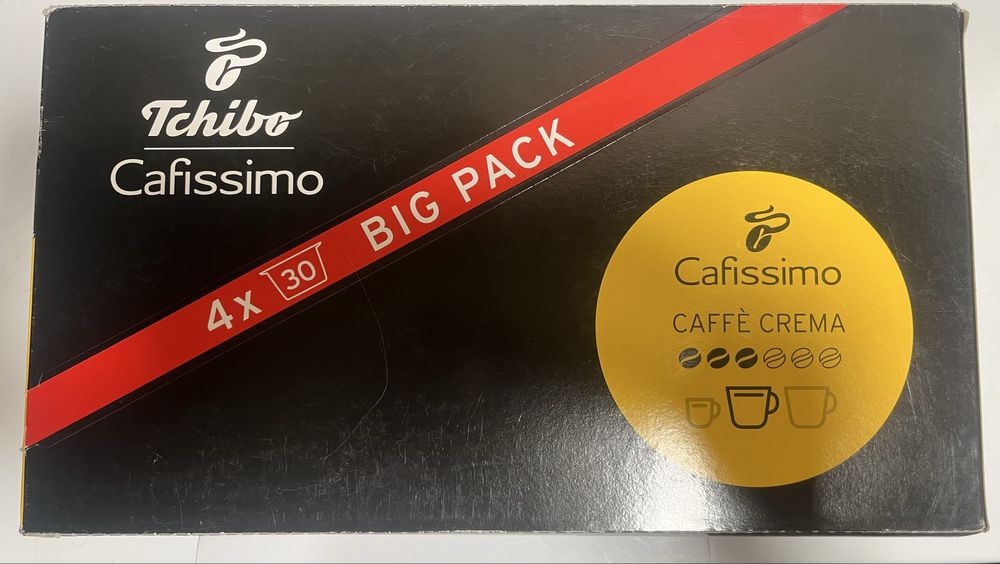 Tchibo
Cafissimo
4x 30 BIG PACK
Cafissimo
CAFFÈ CREMA